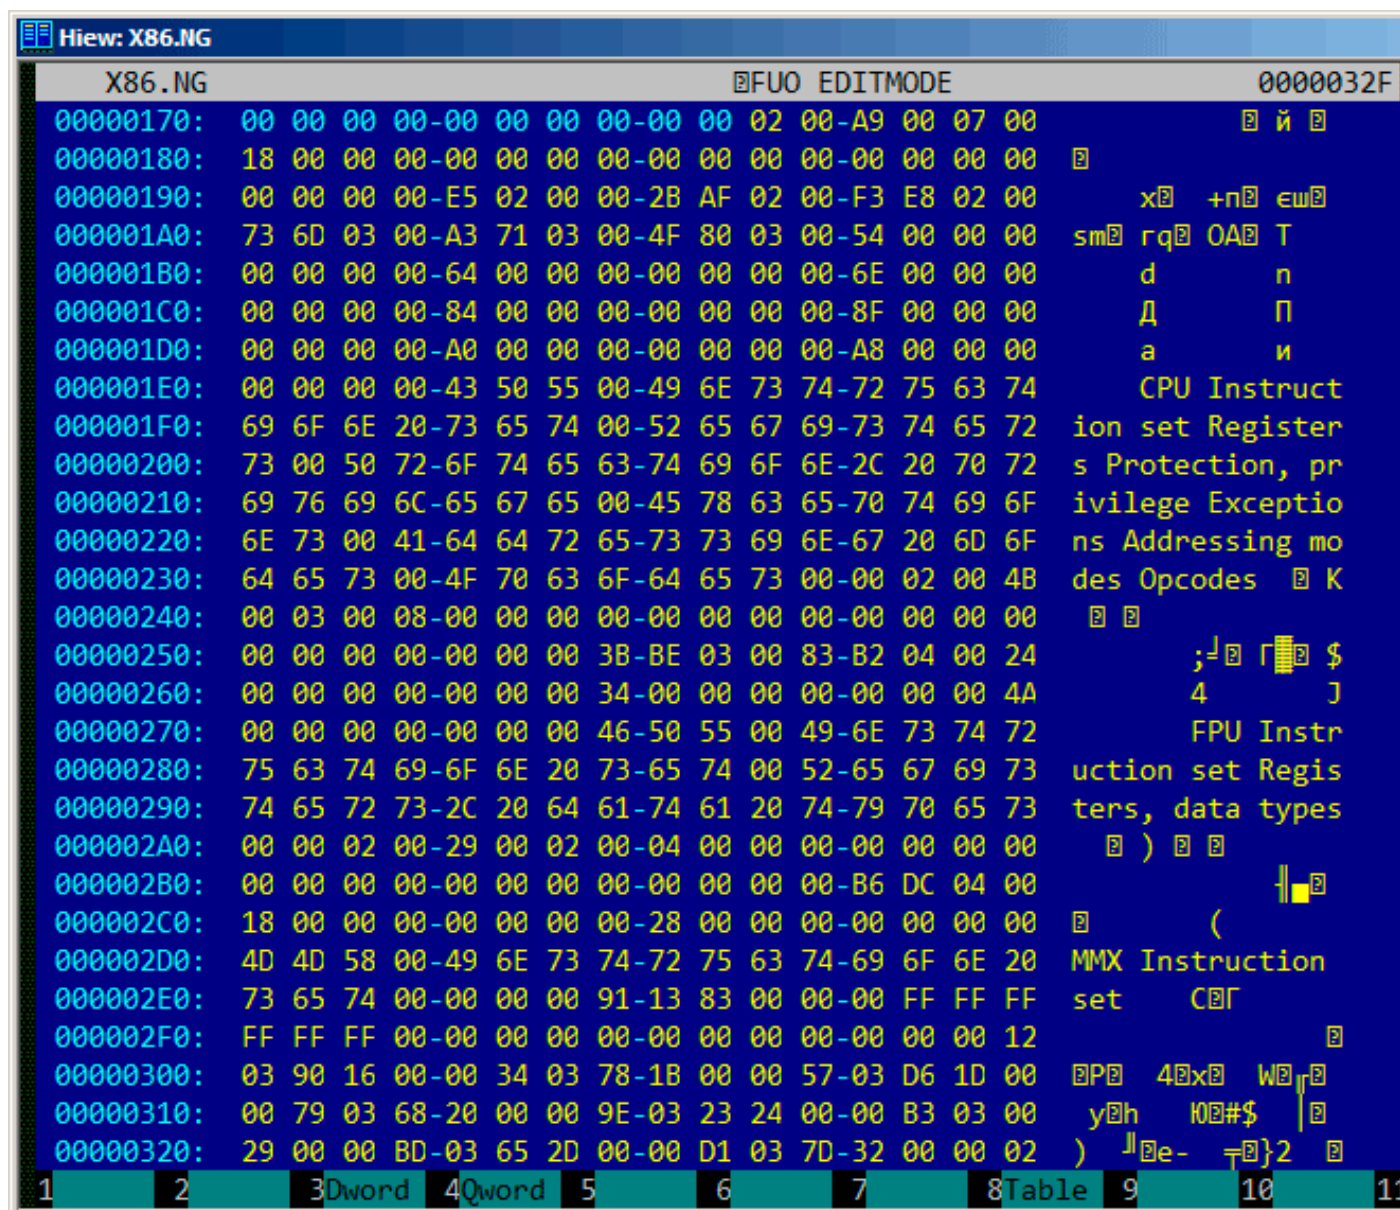 Hiew: X86.NG
X86.NG FUO EDITMODE 0000032F
00000170: 00 00 00 00-00 00 00 00-00 00 02 00-A9 00 07 00 й
00000180: 18 00 00 00-00 00 00 00-00 00 00 00-00 00 00 00
00000190: 00 00 00 00-E5 02 00 00-2B AF 02 00-F3 E8 02 00 х +п єш
000001A0: 73 6D 03 00-A3 71 03 00-4F 80 03 00-54 00 00 00 sm гq OА T
000001B0: 00 00 00 00-64 00 00 00-00 00 00 00-6E 00 00 00 d n
000001C0: 00 00 00 00-84 00 00 00-00 00 00 00-8F 00 00 00 Д П
000001D0: 00 00 00 00-A0 00 00 00-00 00 00 00-A8 00 00 00 а и
000001E0: 00 00 00 00-43 50 55 00-49 6E 73 74-72 75 63 74 CPU Instruct
000001F0: 69 6F 6E 20-73 65 74 00-52 65 67 69-73 74 65 72 ion set Register
00000200: 73 00 50 72-6F 74 65 63-74 69 6F 6E-2C 20 70 72 s Protection, pr
00000210: 69 76 69 6C-65 67 65 00-45 78 63 65-70 74 69 6F ivilege Exceptio
00000220: 6E 73 00 41-64 64 72 65-73 73 69 6E-67 20 6D 6F ns Addressing mo
00000230: 64 65 73 00-4F 70 63 6F-64 65 73 00-00 02 00 4B des Opcodes K
00000240: 00 03 00 08-00 00 00 00-00 00 00 00-00 00 00 00
00000250: 00 00 00 00-00 00 00 3B-BE 03 00 83-B2 04 00 24 ;╛ Г▓ $
00000260: 00 00 00 00-00 00 00 34-00 00 00 00-00 00 00 4A 4 J
00000270: 00 00 00 00-00 00 00 46-50 55 00 49-6E 73 74 72 FPU Instr
00000280: 75 63 74 69-6F 6E 20 73-65 74 00 52-65 67 69 73 uction set Regis
00000290: 74 65 72 73-2C 20 64 61-74 61 20 74-79 70 65 73 ters, data types
000002A0: 00 00 02 00-29 00 02 00-04 00 00 00-00 00 00 00 )
000002B0: 00 00 00 00-00 00 00 00-00 00 00 00-B6 DC 04 00 ╢▄
000002C0: 18 00 00 00-00 00 00 00-28 00 00 00-00 00 00 00 (
000002D0: 4D 4D 58 00-49 6E 73 74-72 75 63 74-69 6F 6E 20 MMX Instruction
000002E0: 73 65 74 00-00 00 00 91-13 83 00 00-00 FF FF FF set С Г
000002F0: FF FF FF 00-00 00 00 00-00 00 00 00-00 00 00 12
00000300: 03 90 16 00-00 34 03 78-1B 00 00 57-03 D6 1D 00 Р 4 x W ╓
00000310: 00 79 03 68-20 00 00 9E-03 23 24 00-00 B3 03 00 y h Ю #$ │
00000320: 29 00 00 BD-03 65 2D 00-00 D1 03 7D-32 00 00 02 ) ╜ e- ╤ }2
1 2 3Dword 4Qword 5 6 7 8Table 9 10 11